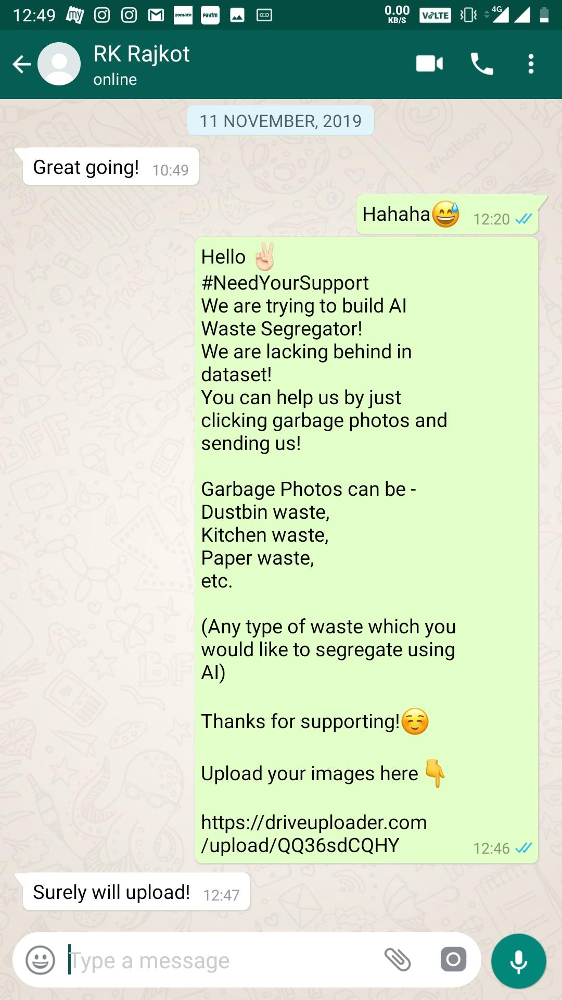 12:49 my zomato paytm 0.00 KB/S VoLTE 4G
RK Rajkot
online
11 NOVEMBER, 2019
Great going! 10:49
Hahaha😅 12:20
Hello ✌🏻
#NeedYourSupport
We are trying to build AI
Waste Segregator!
We are lacking behind in
dataset!
You can help us by just
clicking garbage photos and
sending us!
Garbage Photos can be -
Dustbin waste,
Kitchen waste,
Paper waste,
etc.
(Any type of waste which you
would like to segregate using
AI)
Thanks for supporting!☺️
Upload your images here 👇
https://driveuploader.com
/upload/QQ36sdCQHY 12:46
Surely will upload! 12:47
Type a message